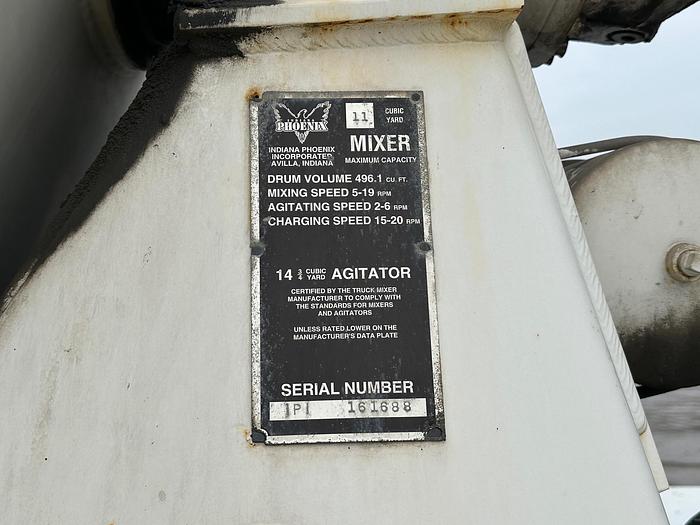 INDIANA
PHOENIX
INDIANA PHOENIX
INCORPORATED
AVILLA, INDIANA
11 CUBIC YARD
MIXER
MAXIMUM CAPACITY
DRUM VOLUME 496.1 CU. FT.
MIXING SPEED 5-19 RPM
AGITATING SPEED 2-6 RPM
CHARGING SPEED 15-20 RPM
14 3/4 CUBIC YARD AGITATOR
CERTIFIED BY THE TRUCK MIXER
MANUFACTURER TO COMPLY WITH
THE STANDARDS FOR MIXERS
AND AGITATORS
UNLESS RATED LOWER ON THE
MANUFACTURER'S DATA PLATE
SERIAL NUMBER
IPI 161688